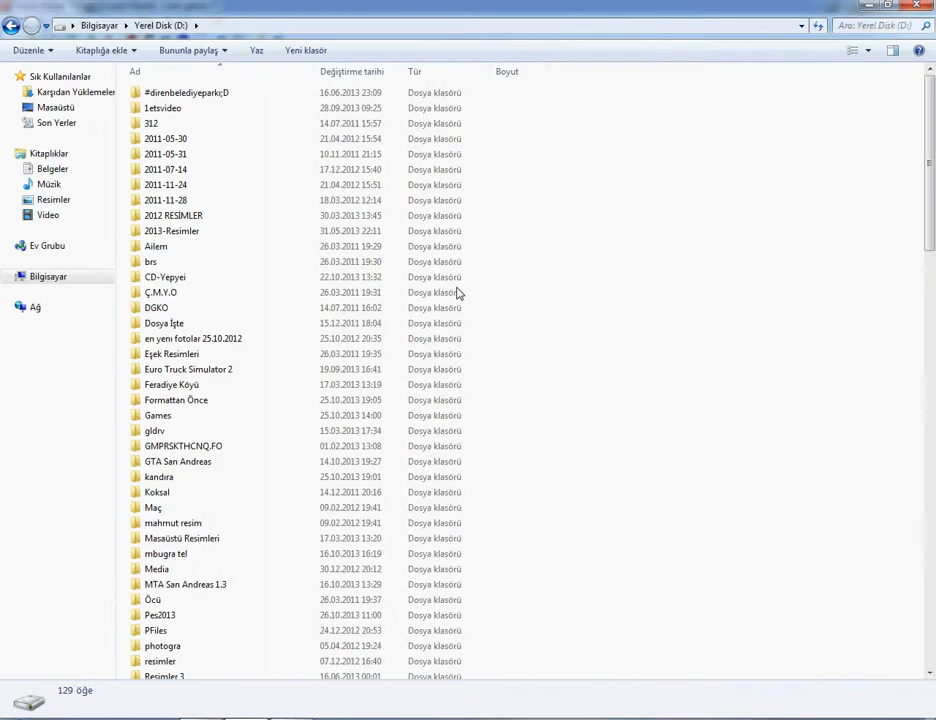 Bilgisayar ▸ Yerel Disk (D:) ▸ Ara: Yerel Disk (D:)
Düzenle Kitaplığa ekle Bununla paylaş Yaz Yeni klasör
Ad Değiştirme tarihi Tür Boyut
Sık Kullanılanlar
Karşıdan Yüklemeler
Masaüstü
Son Yerler
Kitaplıklar
Belgeler
Müzik
Resimler
Video
Ev Grubu
Bilgisayar
Ağ
#direnbelediyeparkı;D 16.06.2013 23:09 Dosya klasörü
1etsvideo 28.09.2013 09:25 Dosya klasörü
312 14.07.2011 15:57 Dosya klasörü
2011-05-30 21.04.2012 15:54 Dosya klasörü
2011-05-31 10.11.2011 21:15 Dosya klasörü
2011-07-14 17.12.2012 15:40 Dosya klasörü
2011-11-24 21.04.2012 15:51 Dosya klasörü
2011-11-28 18.03.2012 12:14 Dosya klasörü
2012 RESİMLER 30.03.2013 13:45 Dosya klasörü
2013-Resimler 31.05.2013 22:11 Dosya klasörü
Ailem 26.03.2011 19:29 Dosya klasörü
brs 26.03.2011 19:30 Dosya klasörü
CD-Yepyei 22.10.2013 13:32 Dosya klasörü
Ç.M.Y.O 26.03.2011 19:31 Dosya klasörü
DGKO 14.07.2011 16:02 Dosya klasörü
Dosya İşte 15.12.2011 18:04 Dosya klasörü
en yenı fotolar 25.10.2012 25.10.2012 20:35 Dosya klasörü
Eşek Resimleri 26.03.2011 19:35 Dosya klasörü
Euro Truck Simulator 2 19.09.2013 16:41 Dosya klasörü
Feradiye Köyü 17.03.2013 13:19 Dosya klasörü
Formattan Önce 25.10.2013 19:05 Dosya klasörü
Games 25.10.2013 14:00 Dosya klasörü
gldrv 15.03.2013 17:34 Dosya klasörü
GMPRSKTHCNQ.FO 01.02.2013 13:08 Dosya klasörü
GTA San Andreas 14.10.2013 19:27 Dosya klasörü
kandıra 25.10.2013 19:01 Dosya klasörü
Koksal 14.12.2011 20:16 Dosya klasörü
Maç 09.02.2012 19:41 Dosya klasörü
mahmut resim 09.02.2012 19:41 Dosya klasörü
Masaüstü Resimleri 17.03.2013 13:20 Dosya klasörü
mbugra tel 16.10.2013 16:19 Dosya klasörü
Media 30.12.2012 20:12 Dosya klasörü
MTA San Andreas 1.3 16.10.2013 13:29 Dosya klasörü
Öcü 26.03.2011 19:37 Dosya klasörü
Pes2013 26.10.2013 11:00 Dosya klasörü
PFiles 24.12.2012 20:53 Dosya klasörü
photogra 05.04.2012 19:24 Dosya klasörü
resimler 07.12.2012 16:40 Dosya klasörü
Resimler 3 16.06.2013 00:01 Dosya klasörü
129 öğe